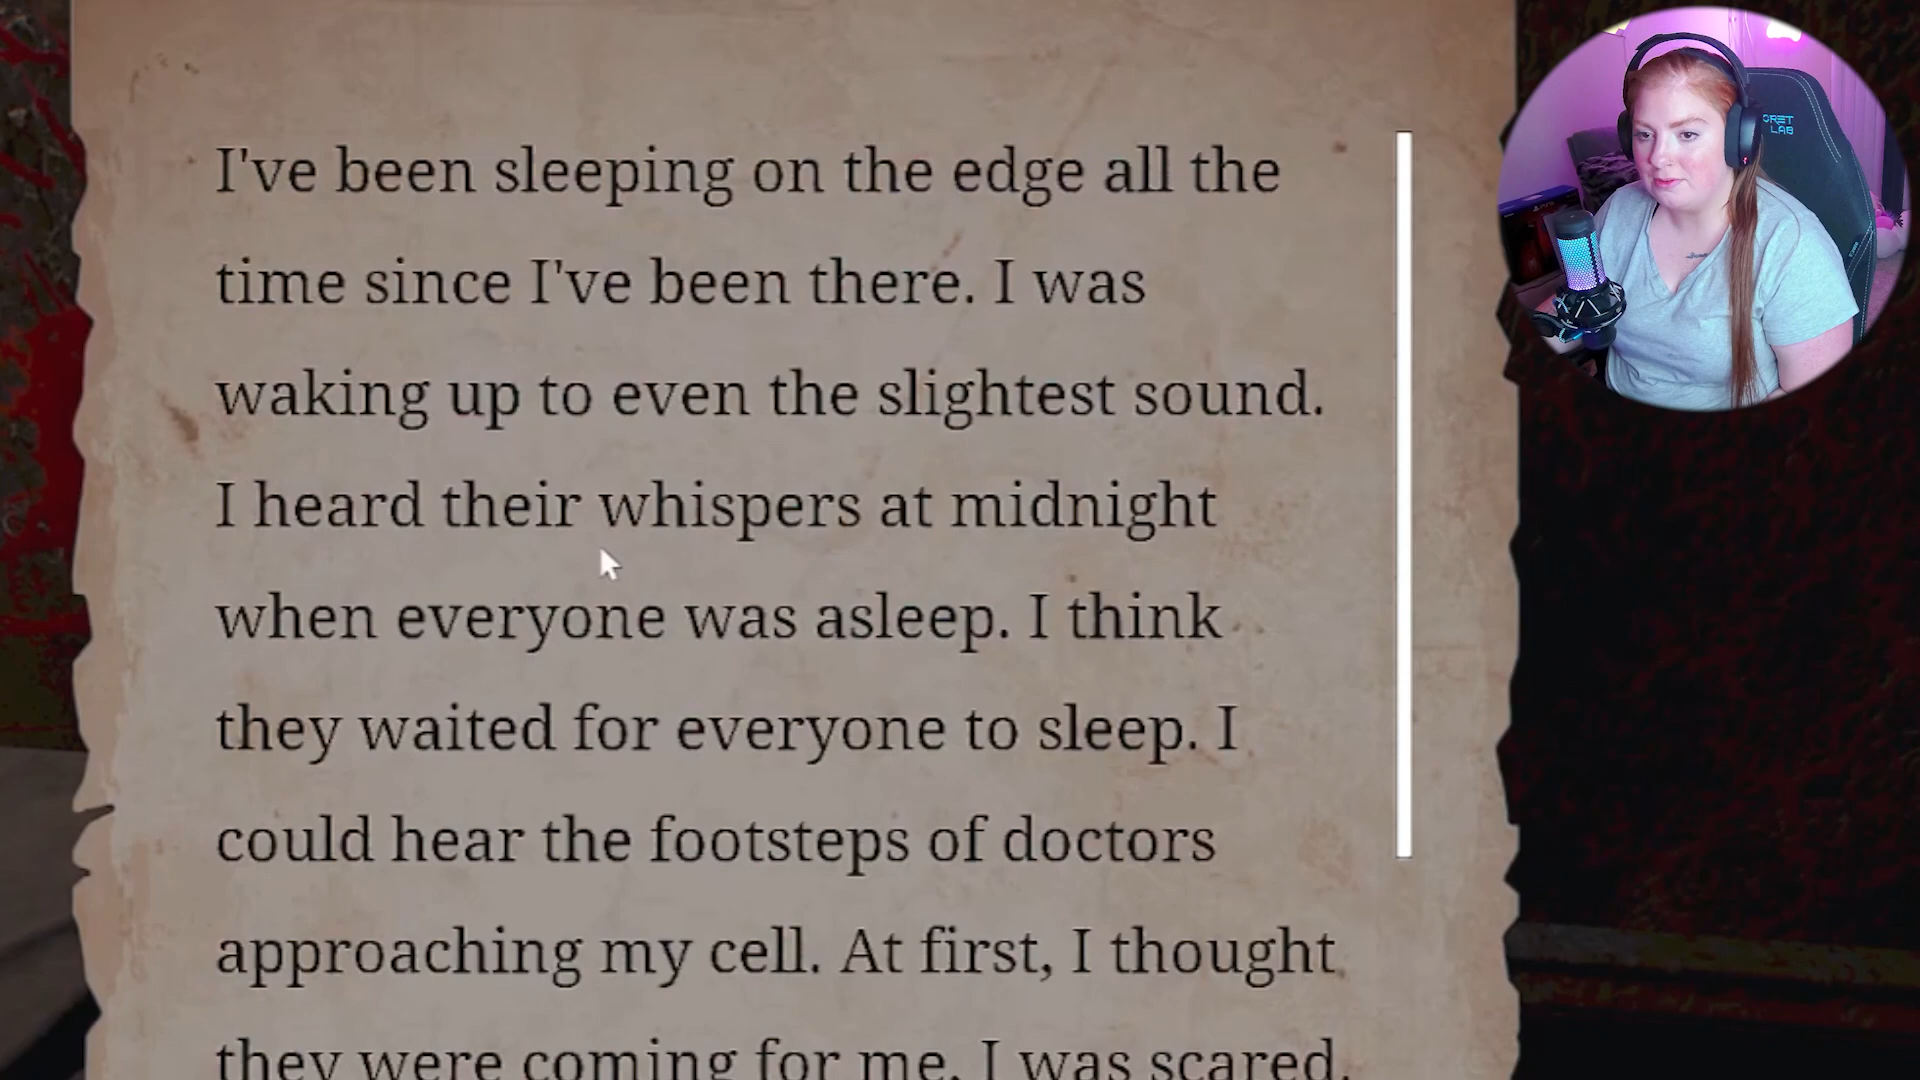 I've been sleeping on the edge all the
time since I've been there. I was
waking up to even the slightest sound.
I heard their whispers at midnight
when everyone was asleep. I think
they waited for everyone to sleep. I
could hear the footsteps of doctors
approaching my cell. At first, I thought
they were coming for me. I was scared.
LAB